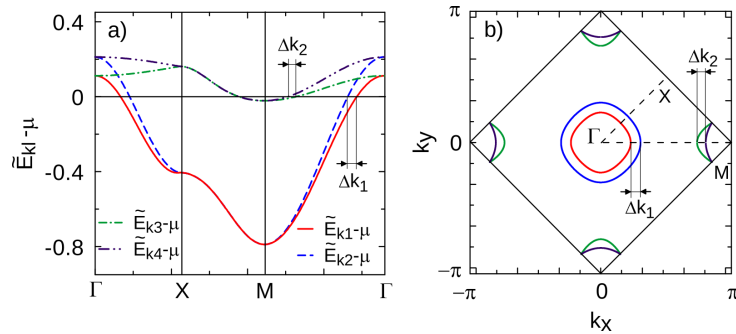 a)
0.4
0
-0.4
-0.8
Ẽkl-μ
Δk2
Δk1
Ẽk3-μ
Ẽk4-μ
Ẽk1-μ
Ẽk2-μ
Γ X M Γ
b)
π
0
−π
ky
Δk2
X
Γ
M
Δk1
−π 0 π
kX